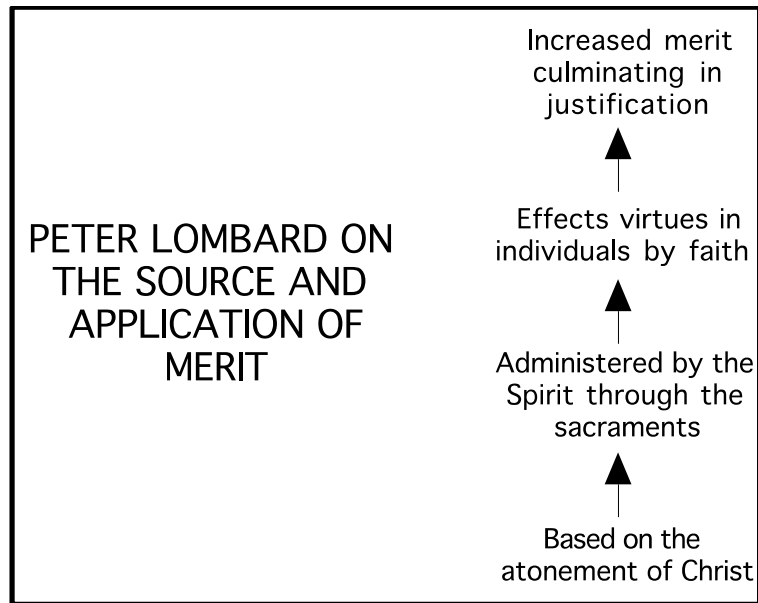 PETER LOMBARD ON
THE SOURCE AND
APPLICATION OF
MERIT
Increased merit
culminating in
justification
Effects virtues in
individuals by faith
Administered by the
Spirit through the
sacraments
Based on the
atonement of Christ